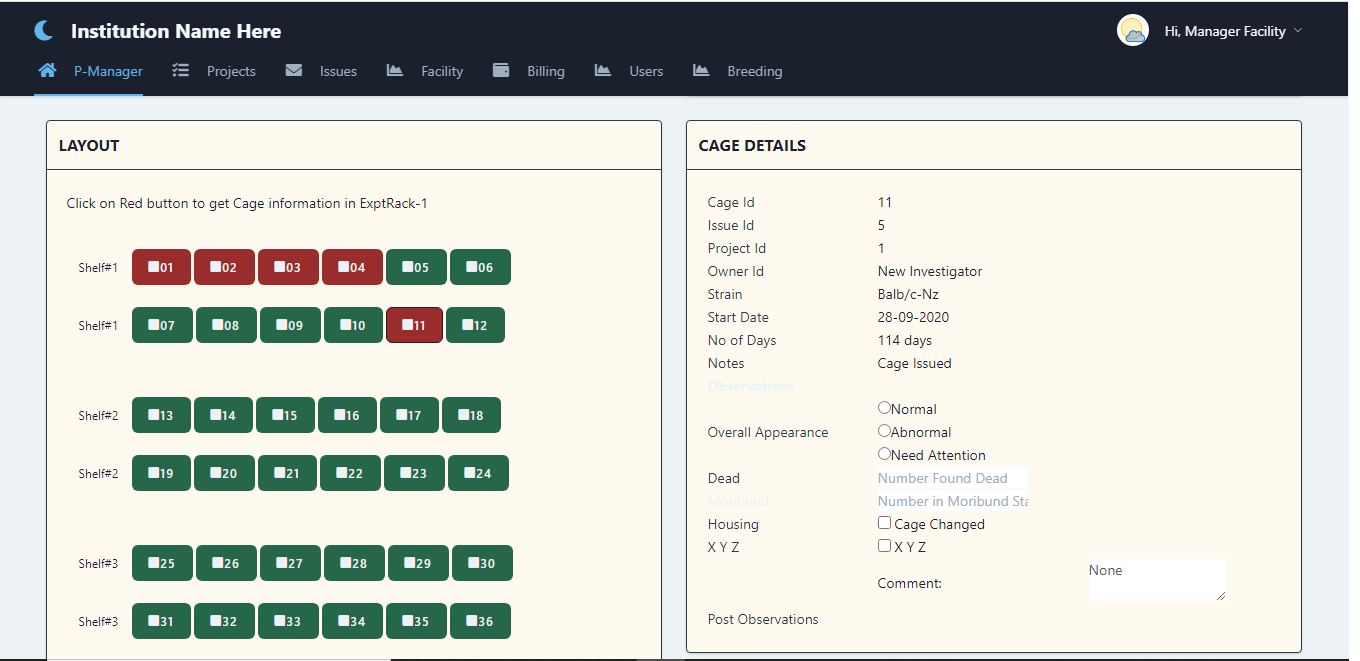 Institution Name Here
Hi, Manager Facility
P-Manager Projects Issues Facility Billing Users Breeding
LAYOUT
Click on Red button to get Cage information in ExptRack-1
Shelf#1 01 02 03 04 05 06
Shelf#1 07 08 09 10 11 12
Shelf#2 13 14 15 16 17 18
Shelf#2 19 20 21 22 23 24
Shelf#3 25 26 27 28 29 30
Shelf#3 31 32 33 34 35 36
CAGE DETAILS
Cage Id 11
Issue Id 5
Project Id 1
Owner Id New Investigator
Strain Balb/c-Nz
Start Date 28-09-2020
No of Days 114 days
Notes Cage Issued
Observations
Normal
Overall Appearance Abnormal
Need Attention
Dead Number Found Dead
Moribund Number in Moribund Sta
Housing Cage Changed
X Y Z X Y Z
Comment: None
Post Observations